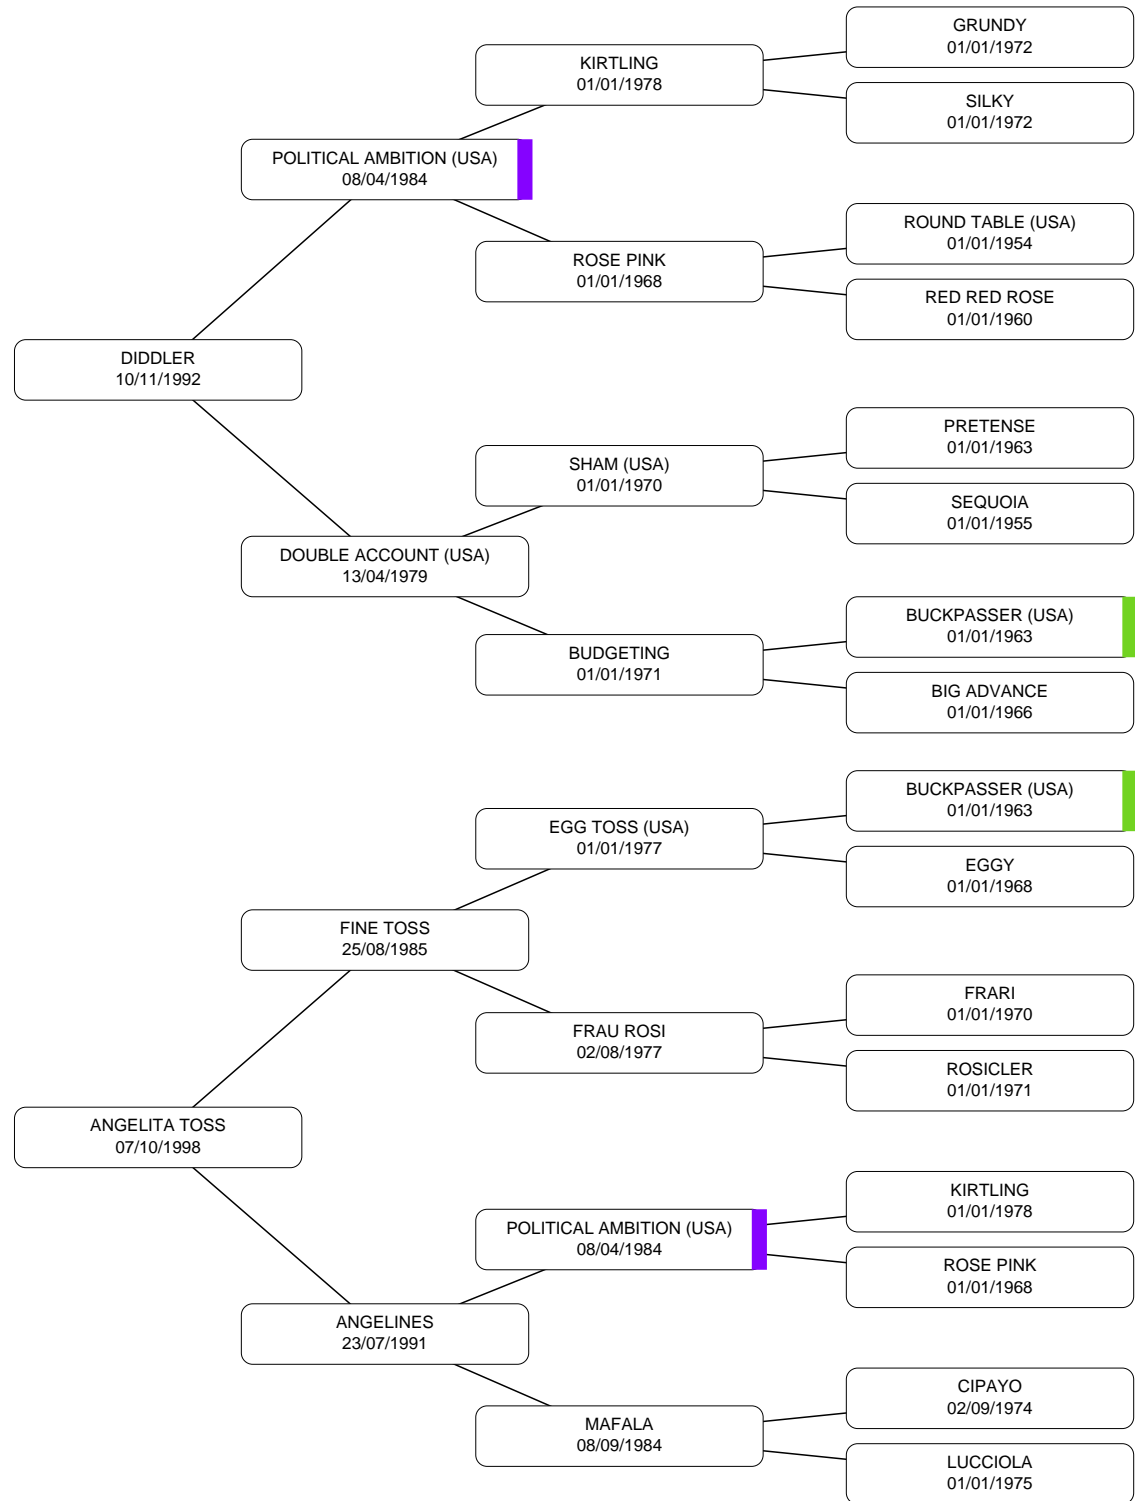 GRUNDY
01/01/1972
KIRTLING
01/01/1978
SILKY
01/01/1972
POLITICAL AMBITION (USA)
08/04/1984
ROUND TABLE (USA)
01/01/1954
ROSE PINK
01/01/1968
RED RED ROSE
01/01/1960
DIDDLER
10/11/1992
PRETENSE
01/01/1963
SHAM (USA)
01/01/1970
SEQUOIA
01/01/1955
DOUBLE ACCOUNT (USA)
13/04/1979
BUCKPASSER (USA)
01/01/1963
BUDGETING
01/01/1971
BIG ADVANCE
01/01/1966
BUCKPASSER (USA)
01/01/1963
EGG TOSS (USA)
01/01/1977
EGGY
01/01/1968
FINE TOSS
25/08/1985
FRARI
01/01/1970
FRAU ROSI
02/08/1977
ROSICLER
01/01/1971
ANGELITA TOSS
07/10/1998
KIRTLING
01/01/1978
POLITICAL AMBITION (USA)
08/04/1984
ROSE PINK
01/01/1968
ANGELINES
23/07/1991
CIPAYO
02/09/1974
MAFALA
08/09/1984
LUCCIOLA
01/01/1975